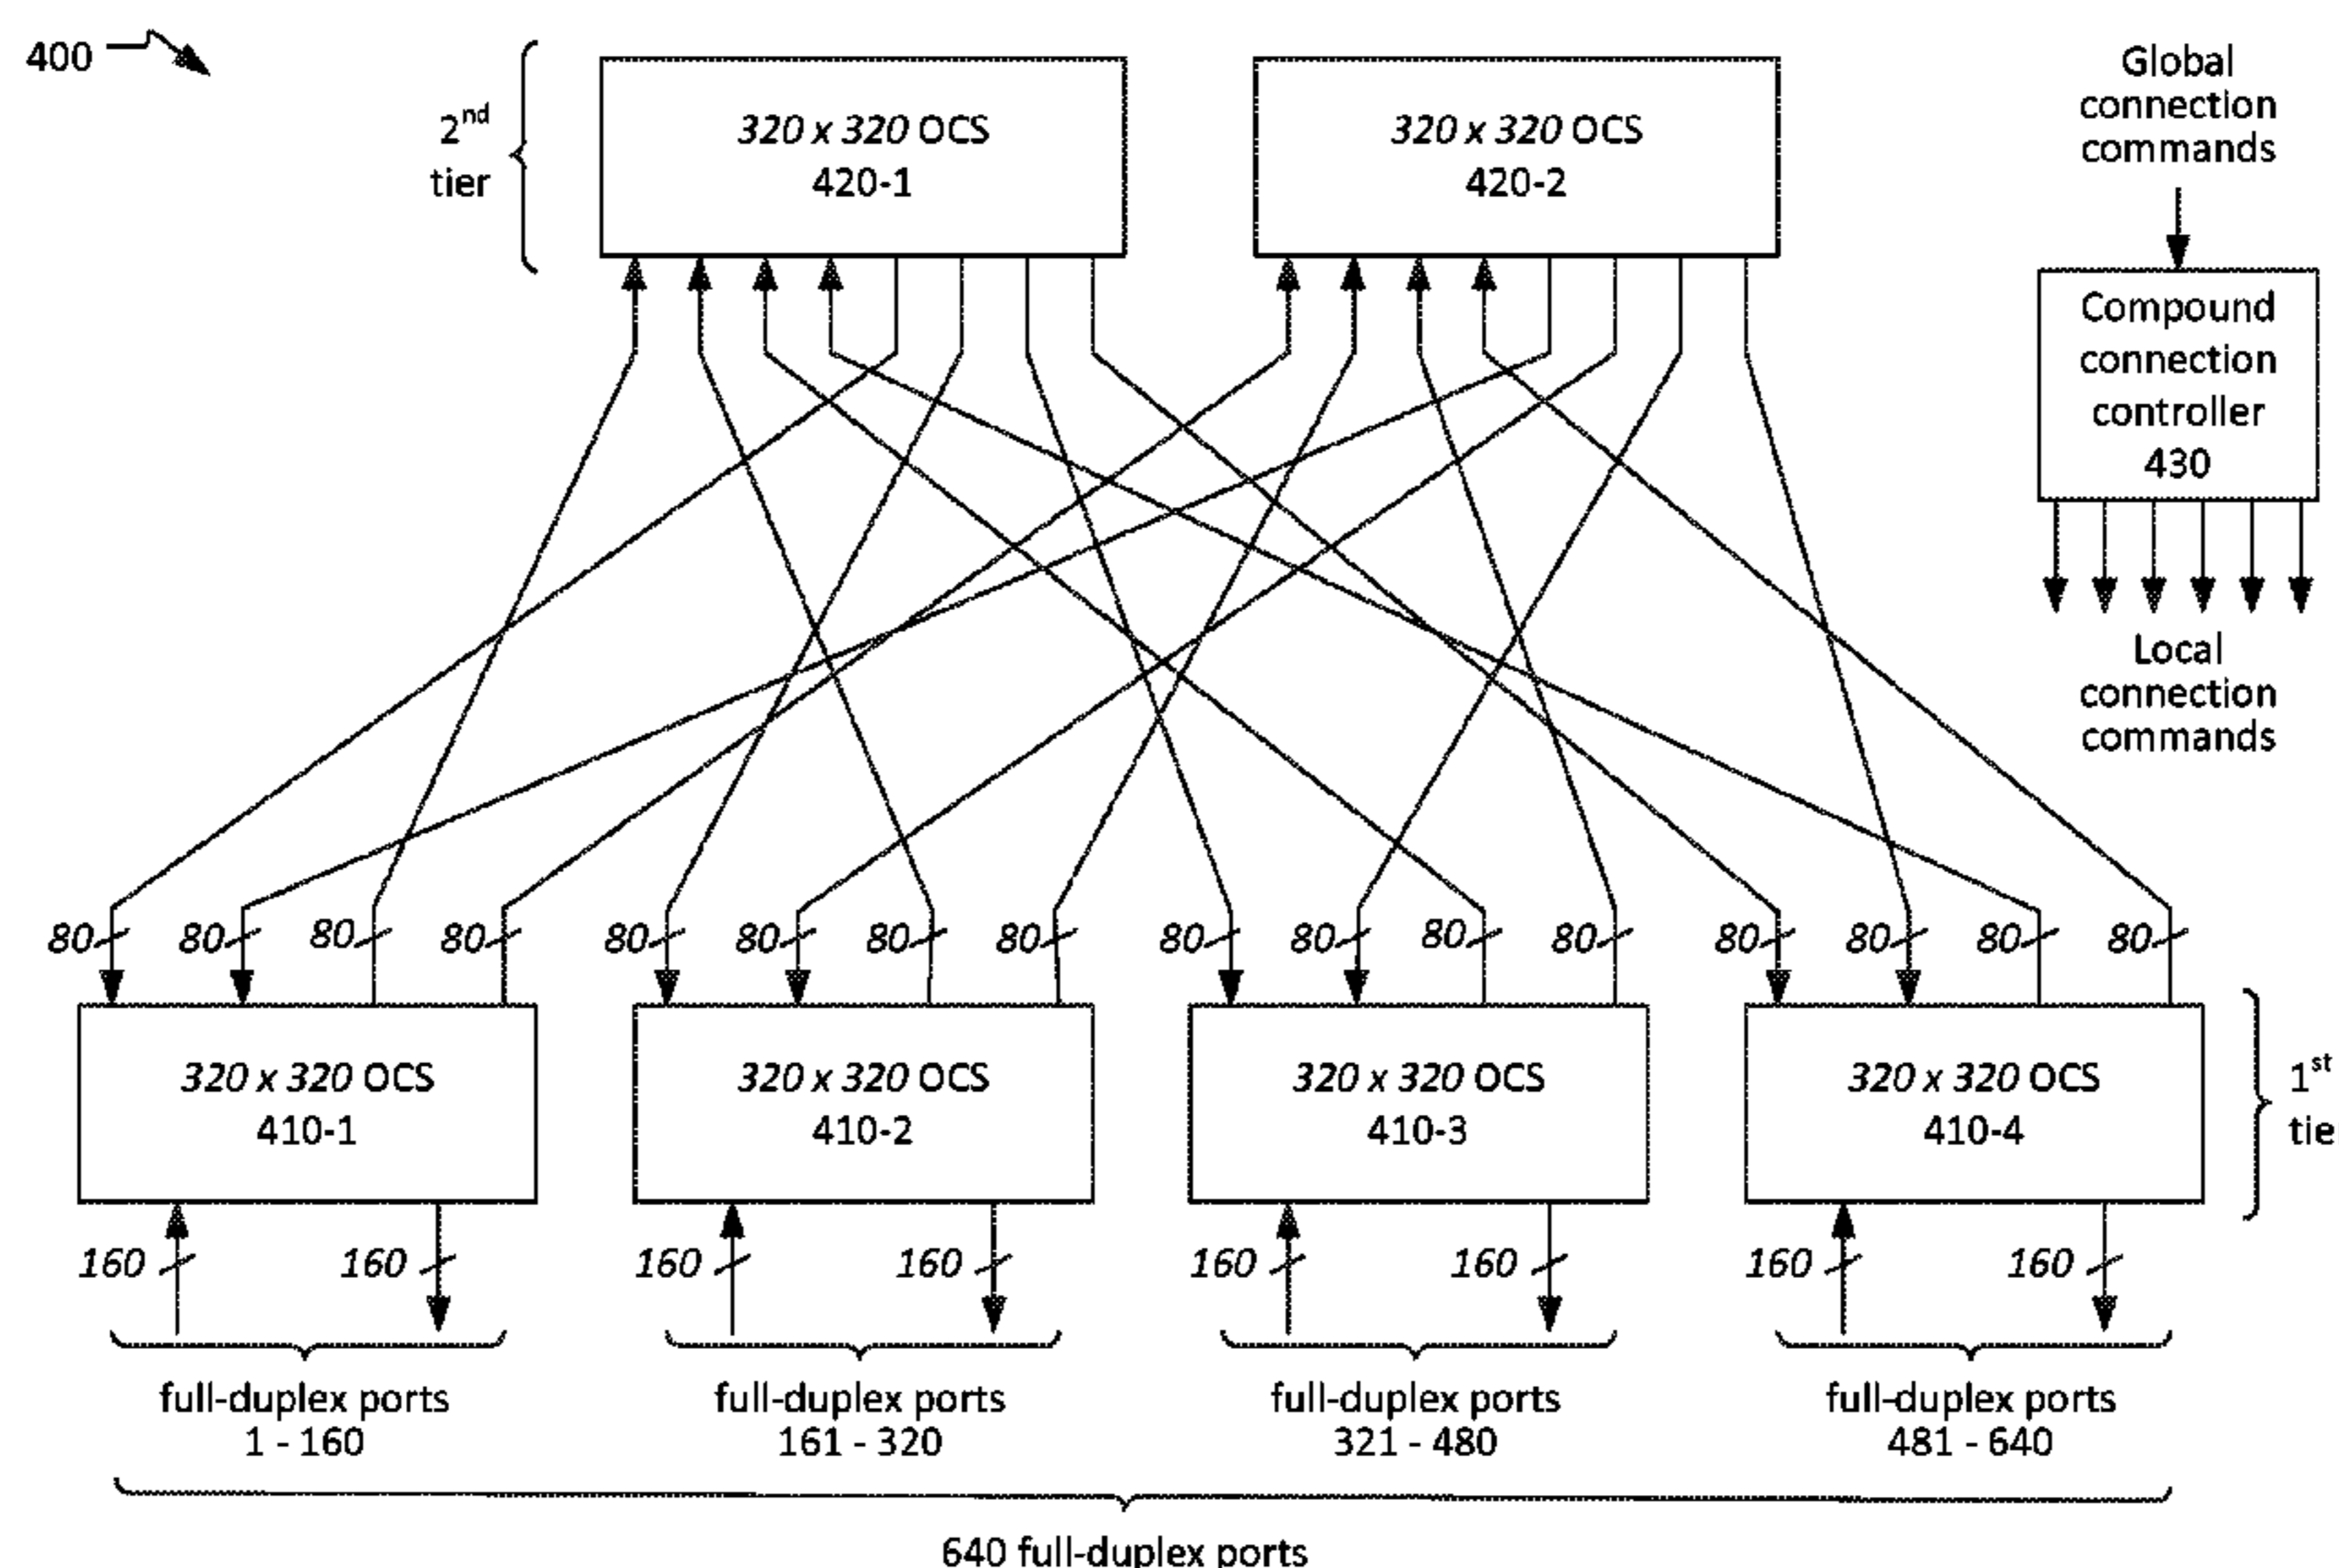 400
2nd
tier
320 x 320 OCS
420-1
320 x 320 OCS
420-2
Global
connection
commands
Compound
connection
controller
430
Local
connection
commands
80 80 80 80 80 80 80 80 80 80 80 80 80 80 80 80
320 x 320 OCS
410-1
320 x 320 OCS
410-2
320 x 320 OCS
410-3
320 x 320 OCS
410-4
1st
tie
160 160 160 160 160 160 160 160
full-duplex ports
1 - 160
full-duplex ports
161 - 320
full-duplex ports
321 - 480
full-duplex ports
481 - 640
640 full-duplex ports